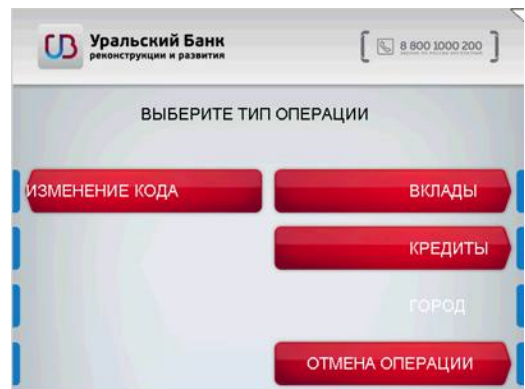 Уральский Банк
реконструкции и развития
8 800 1000 200
ВЫБЕРИТЕ ТИП ОПЕРАЦИИ
ИЗМЕНЕНИЕ КОДА
ВКЛАДЫ
КРЕДИТЫ
ГОРОД
ОТМЕНА ОПЕРАЦИИ